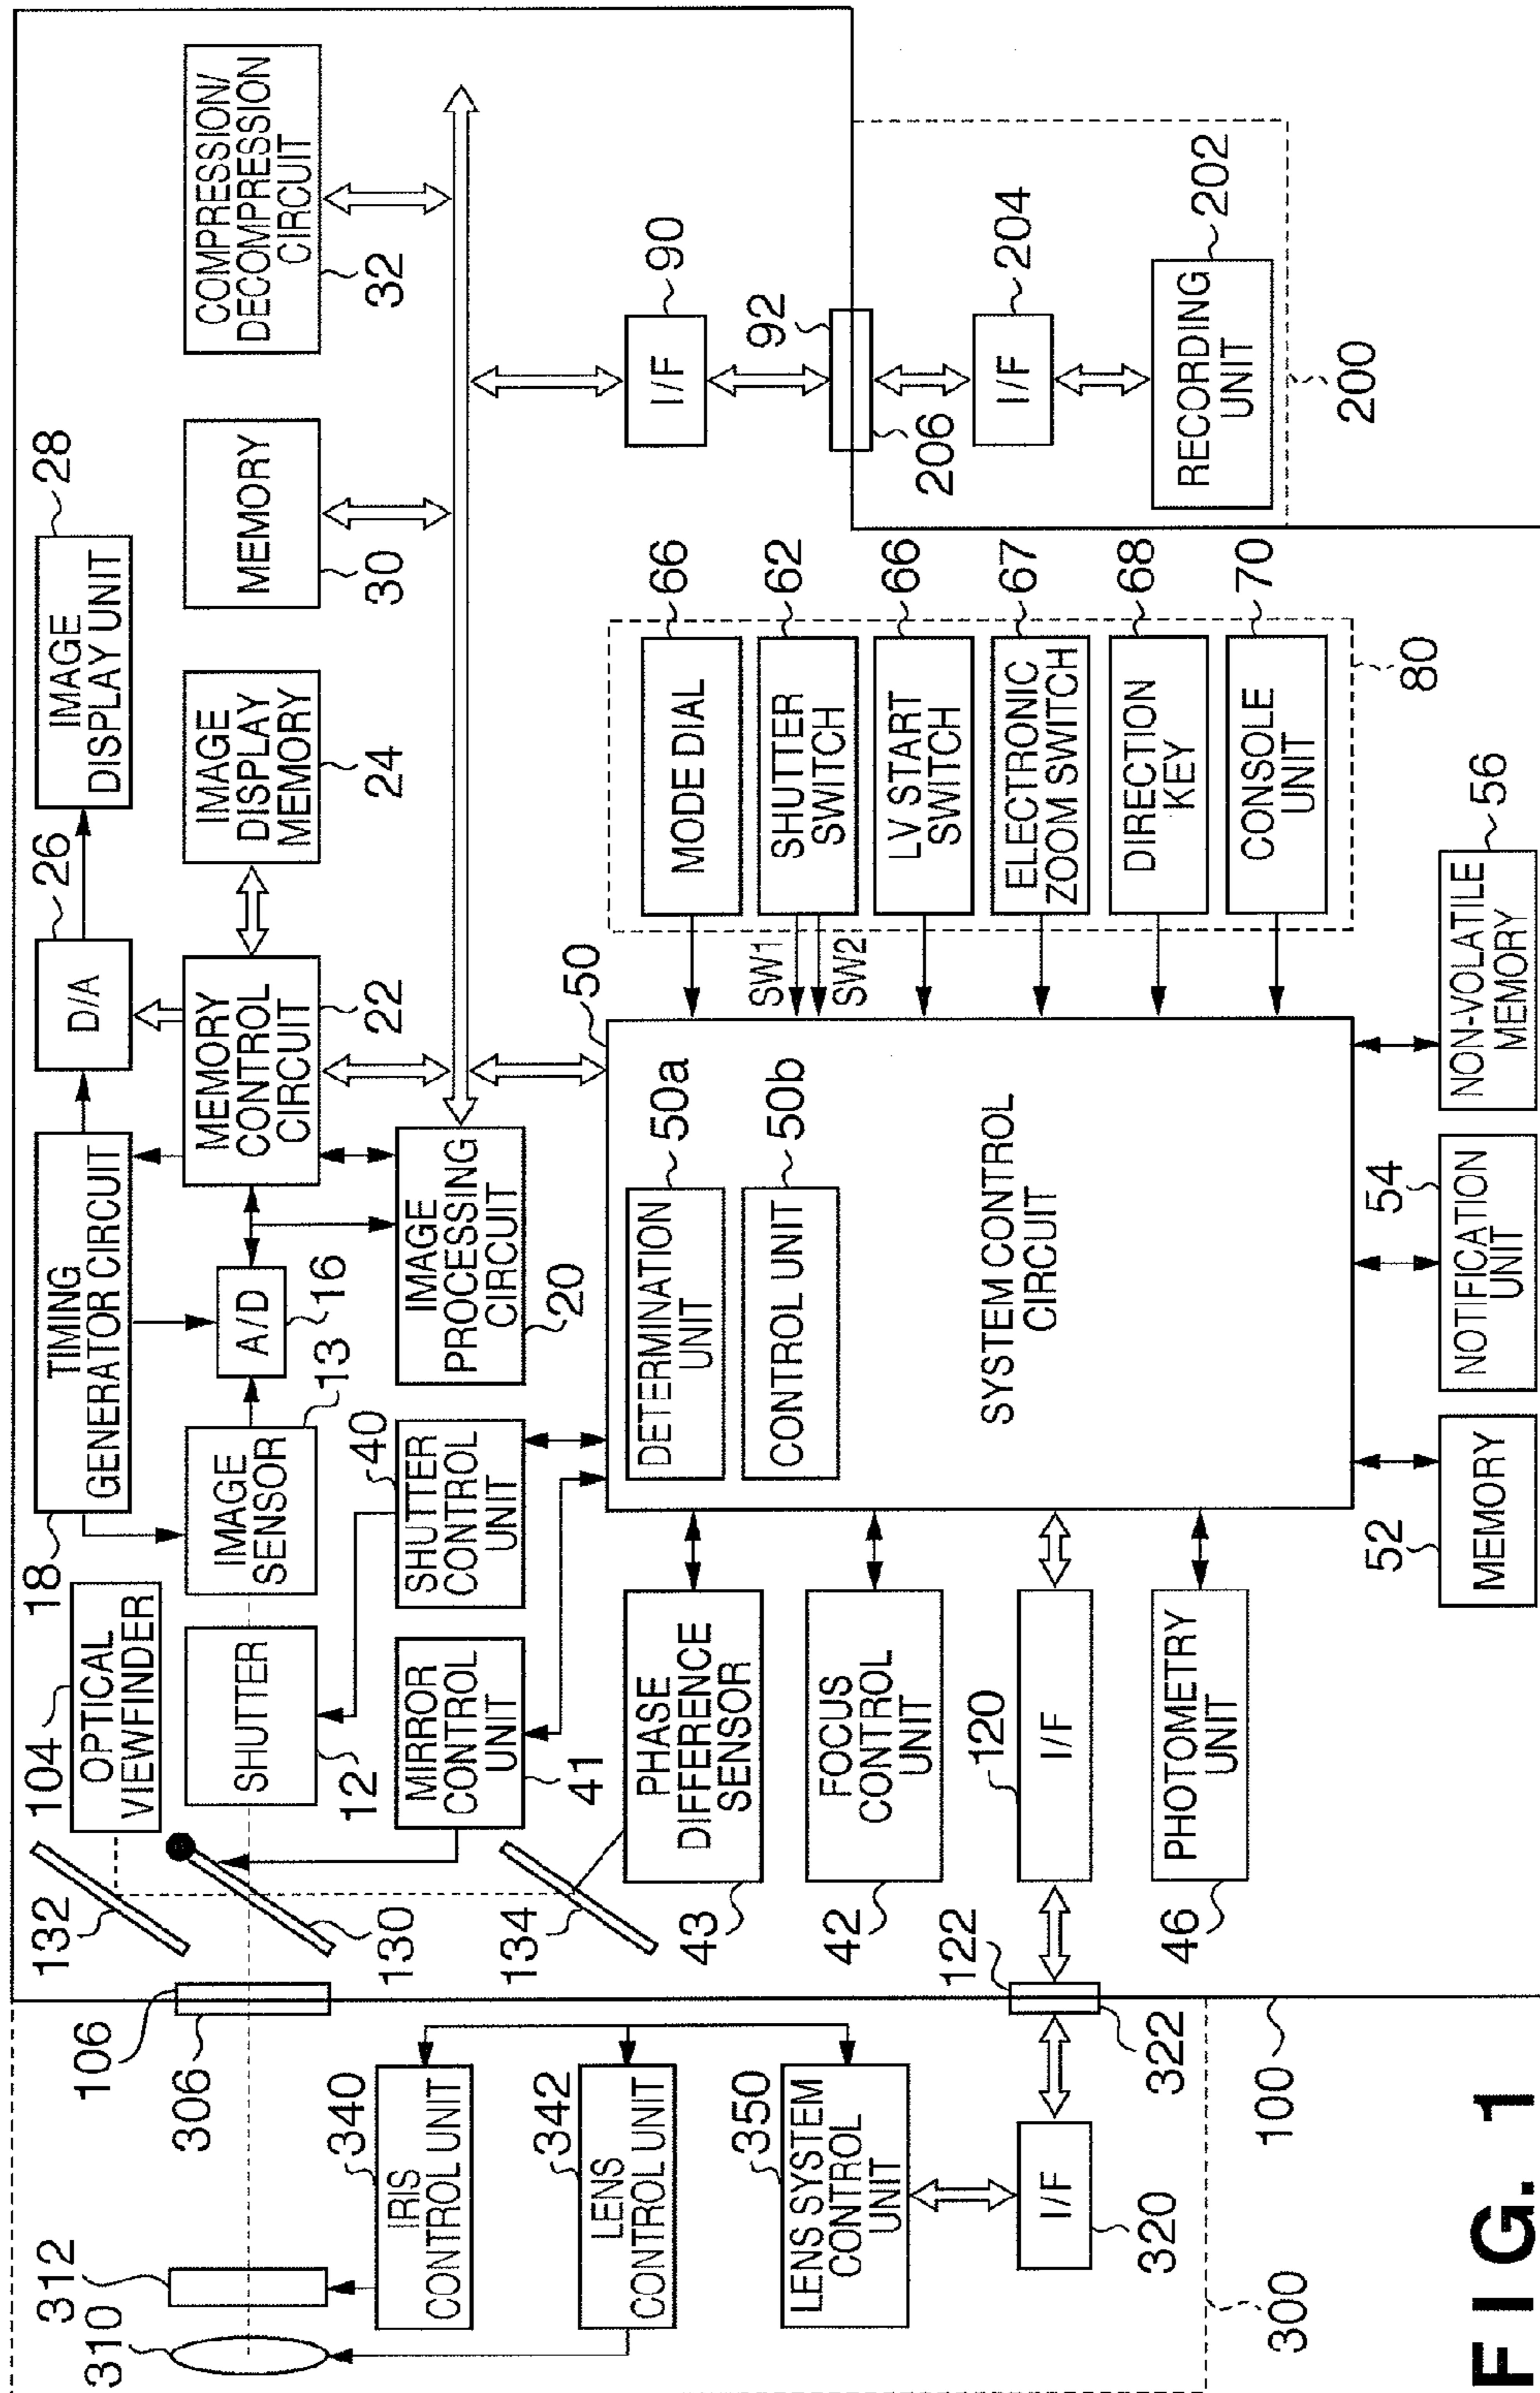 310
312
306
106
132
104
OPTICAL
VIEWFINDER
18
TIMING
GENERATOR CIRCUIT
26
D/A
28
IMAGE
DISPLAY UNIT
130
SHUTTER
12
IMAGE
SENSOR
13
A/D
16
MEMORY
CONTROL
CIRCUIT
22
IMAGE
DISPLAY
MEMORY
24
MEMORY
30
COMPRESSION/
DECOMPRESSION
CIRCUIT
32
340
IRIS
CONTROL UNIT
MIRROR
CONTROL
UNIT
41
SHUTTER
CONTROL
UNIT
40
IMAGE
PROCESSING
CIRCUIT
20
342
LENS
CONTROL UNIT
134
PHASE
DIFFERENCE
SENSOR
43
50
DETERMINATION
UNIT
50a
CONTROL UNIT
50b
SYSTEM CONTROL
CIRCUIT
MODE DIAL
66
SW1
SW2
SHUTTER
SWITCH
62
LV START
SWITCH
66
ELECTRONIC
ZOOM SWITCH
67
DIRECTION
KEY
68
CONSOLE
UNIT
70
80
I/F
90
92
206
I/F
204
RECORDING
UNIT
202
200
350
LENS SYSTEM
CONTROL
UNIT
FOCUS
CONTROL
UNIT
42
I/F
320
322
122
I/F
120
PHOTOMETRY
UNIT
46
300
100
52
MEMORY
54
NOTIFICATION
UNIT
NON-VOLATILE
MEMORY
56
FIG. 1